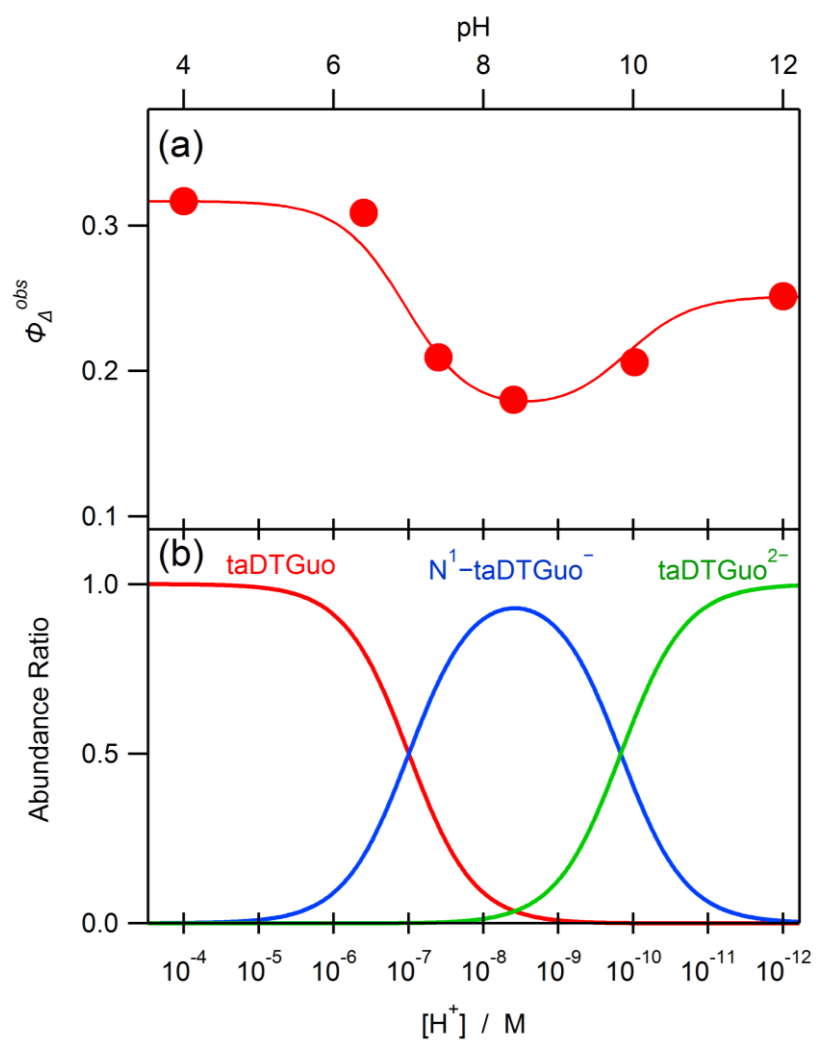 pH
4 6 8 10 12
(a)
0.3
0.2
0.1
Φ_Δ^obs
(b)
taDTGuo N¹−taDTGuo⁻ taDTGuo²⁻
1.0
0.5
0.0
Abundance Ratio
10⁻⁴ 10⁻⁵ 10⁻⁶ 10⁻⁷ 10⁻⁸ 10⁻⁹ 10⁻¹⁰ 10⁻¹¹ 10⁻¹²
[H⁺] / M